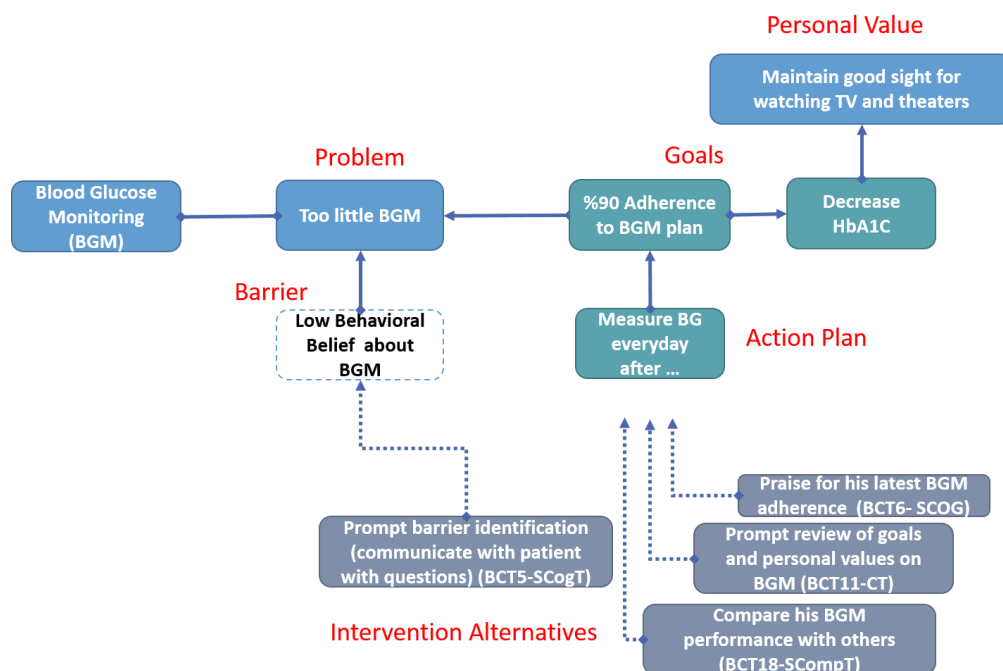 Personal Value
Maintain good sight for
watching TV and theaters
Problem
Goals
Blood Glucose
Monitoring
(BGM)
Too little BGM
%90 Adherence
to BGM plan
Decrease
HbA1C
Barrier
Low Behavioral
Belief about
BGM
Measure BG
everyday
after ...
Action Plan
Praise for his latest BGM
adherence (BCT6- SCOG)
Prompt barrier identification
(communicate with patient
with questions) (BCT5-SCogT)
Prompt review of goals
and personal values on
BGM (BCT11-CT)
Intervention Alternatives
Compare his BGM
performance with others
(BCT18-SCompT)